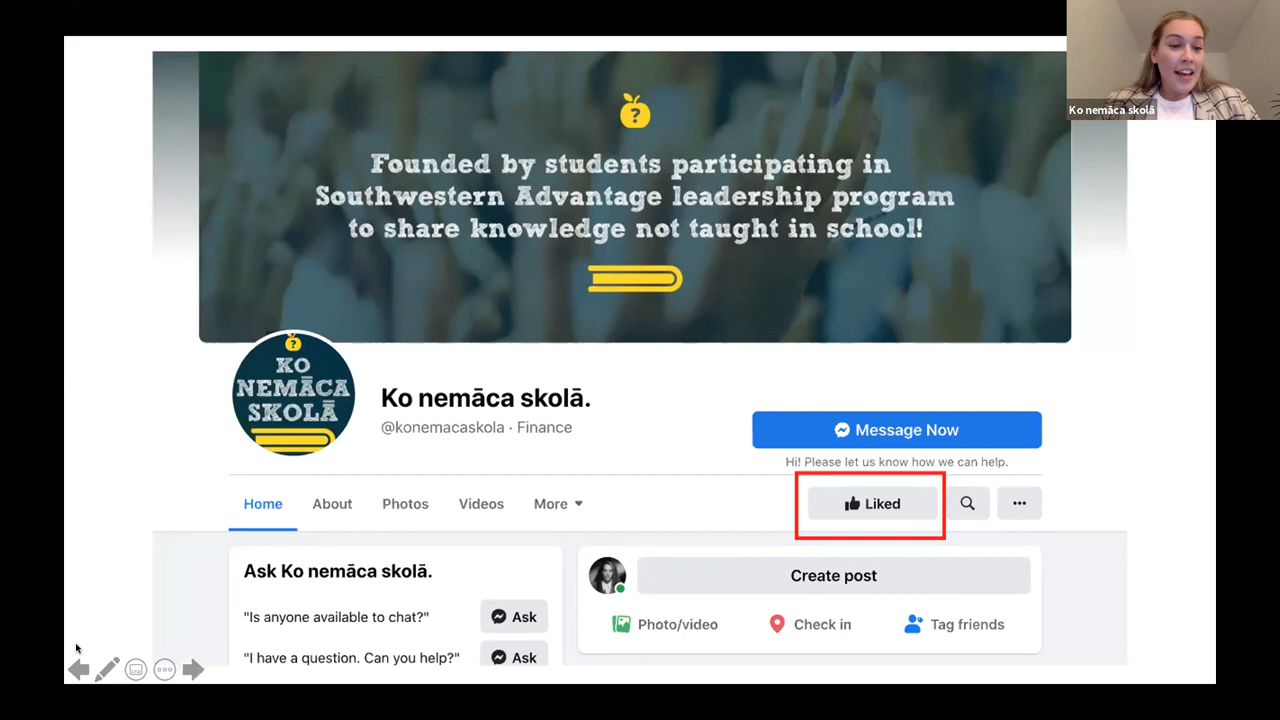 Ko nemāca skolā
?
Founded by students participating in
Southwestern Advantage leadership program
to share knowledge not taught in school!
?
KO
NEMĀCA
SKOLĀ
Ko nemāca skolā.
@konemacaskola · Finance
Message Now
Hi! Please let us know how we can help.
Home About Photos Videos More
Liked
Ask Ko nemāca skolā.
"Is anyone available to chat?" Ask
"I have a question. Can you help?" Ask
Create post
Photo/video Check in Tag friends